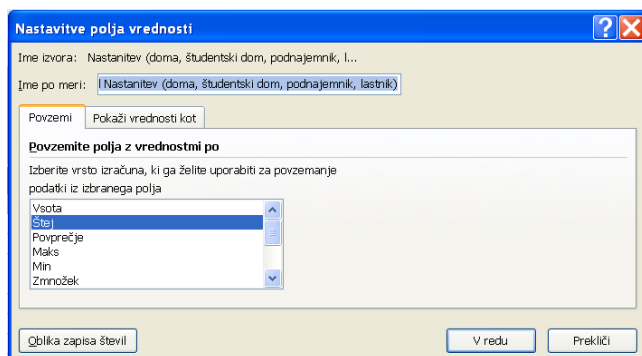 Nastavitve polja vrednosti
Ime izvora: Nastanitev (doma, študentski dom, podnajemnik, l...
Ime po meri: l Nastanitev (doma, študentski dom, podnajemnik, lastnik)
Povzemi Pokaži vrednosti kot
Povzemite polja z vrednostmi po
Izberite vrsto izračuna, ki ga želite uporabiti za povzemanje
podatki iz izbranega polja
Vsota
Štej
Povprečje
Maks
Min
Zmnožek
Oblika zapisa števil V redu Prekliči